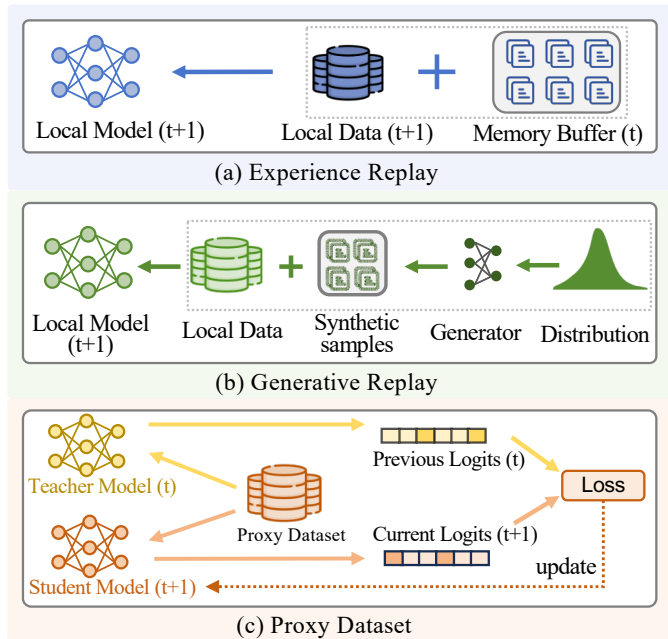 Local Model (t+1)
Local Data (t+1)
Memory Buffer (t)
(a) Experience Replay
Local Model
(t+1)
Local Data
Synthetic
samples
Generator
Distribution
(b) Generative Replay
Teacher Model (t)
Previous Logits (t)
Loss
Proxy Dataset
Current Logits (t+1)
update
Student Model (t+1)
(c) Proxy Dataset